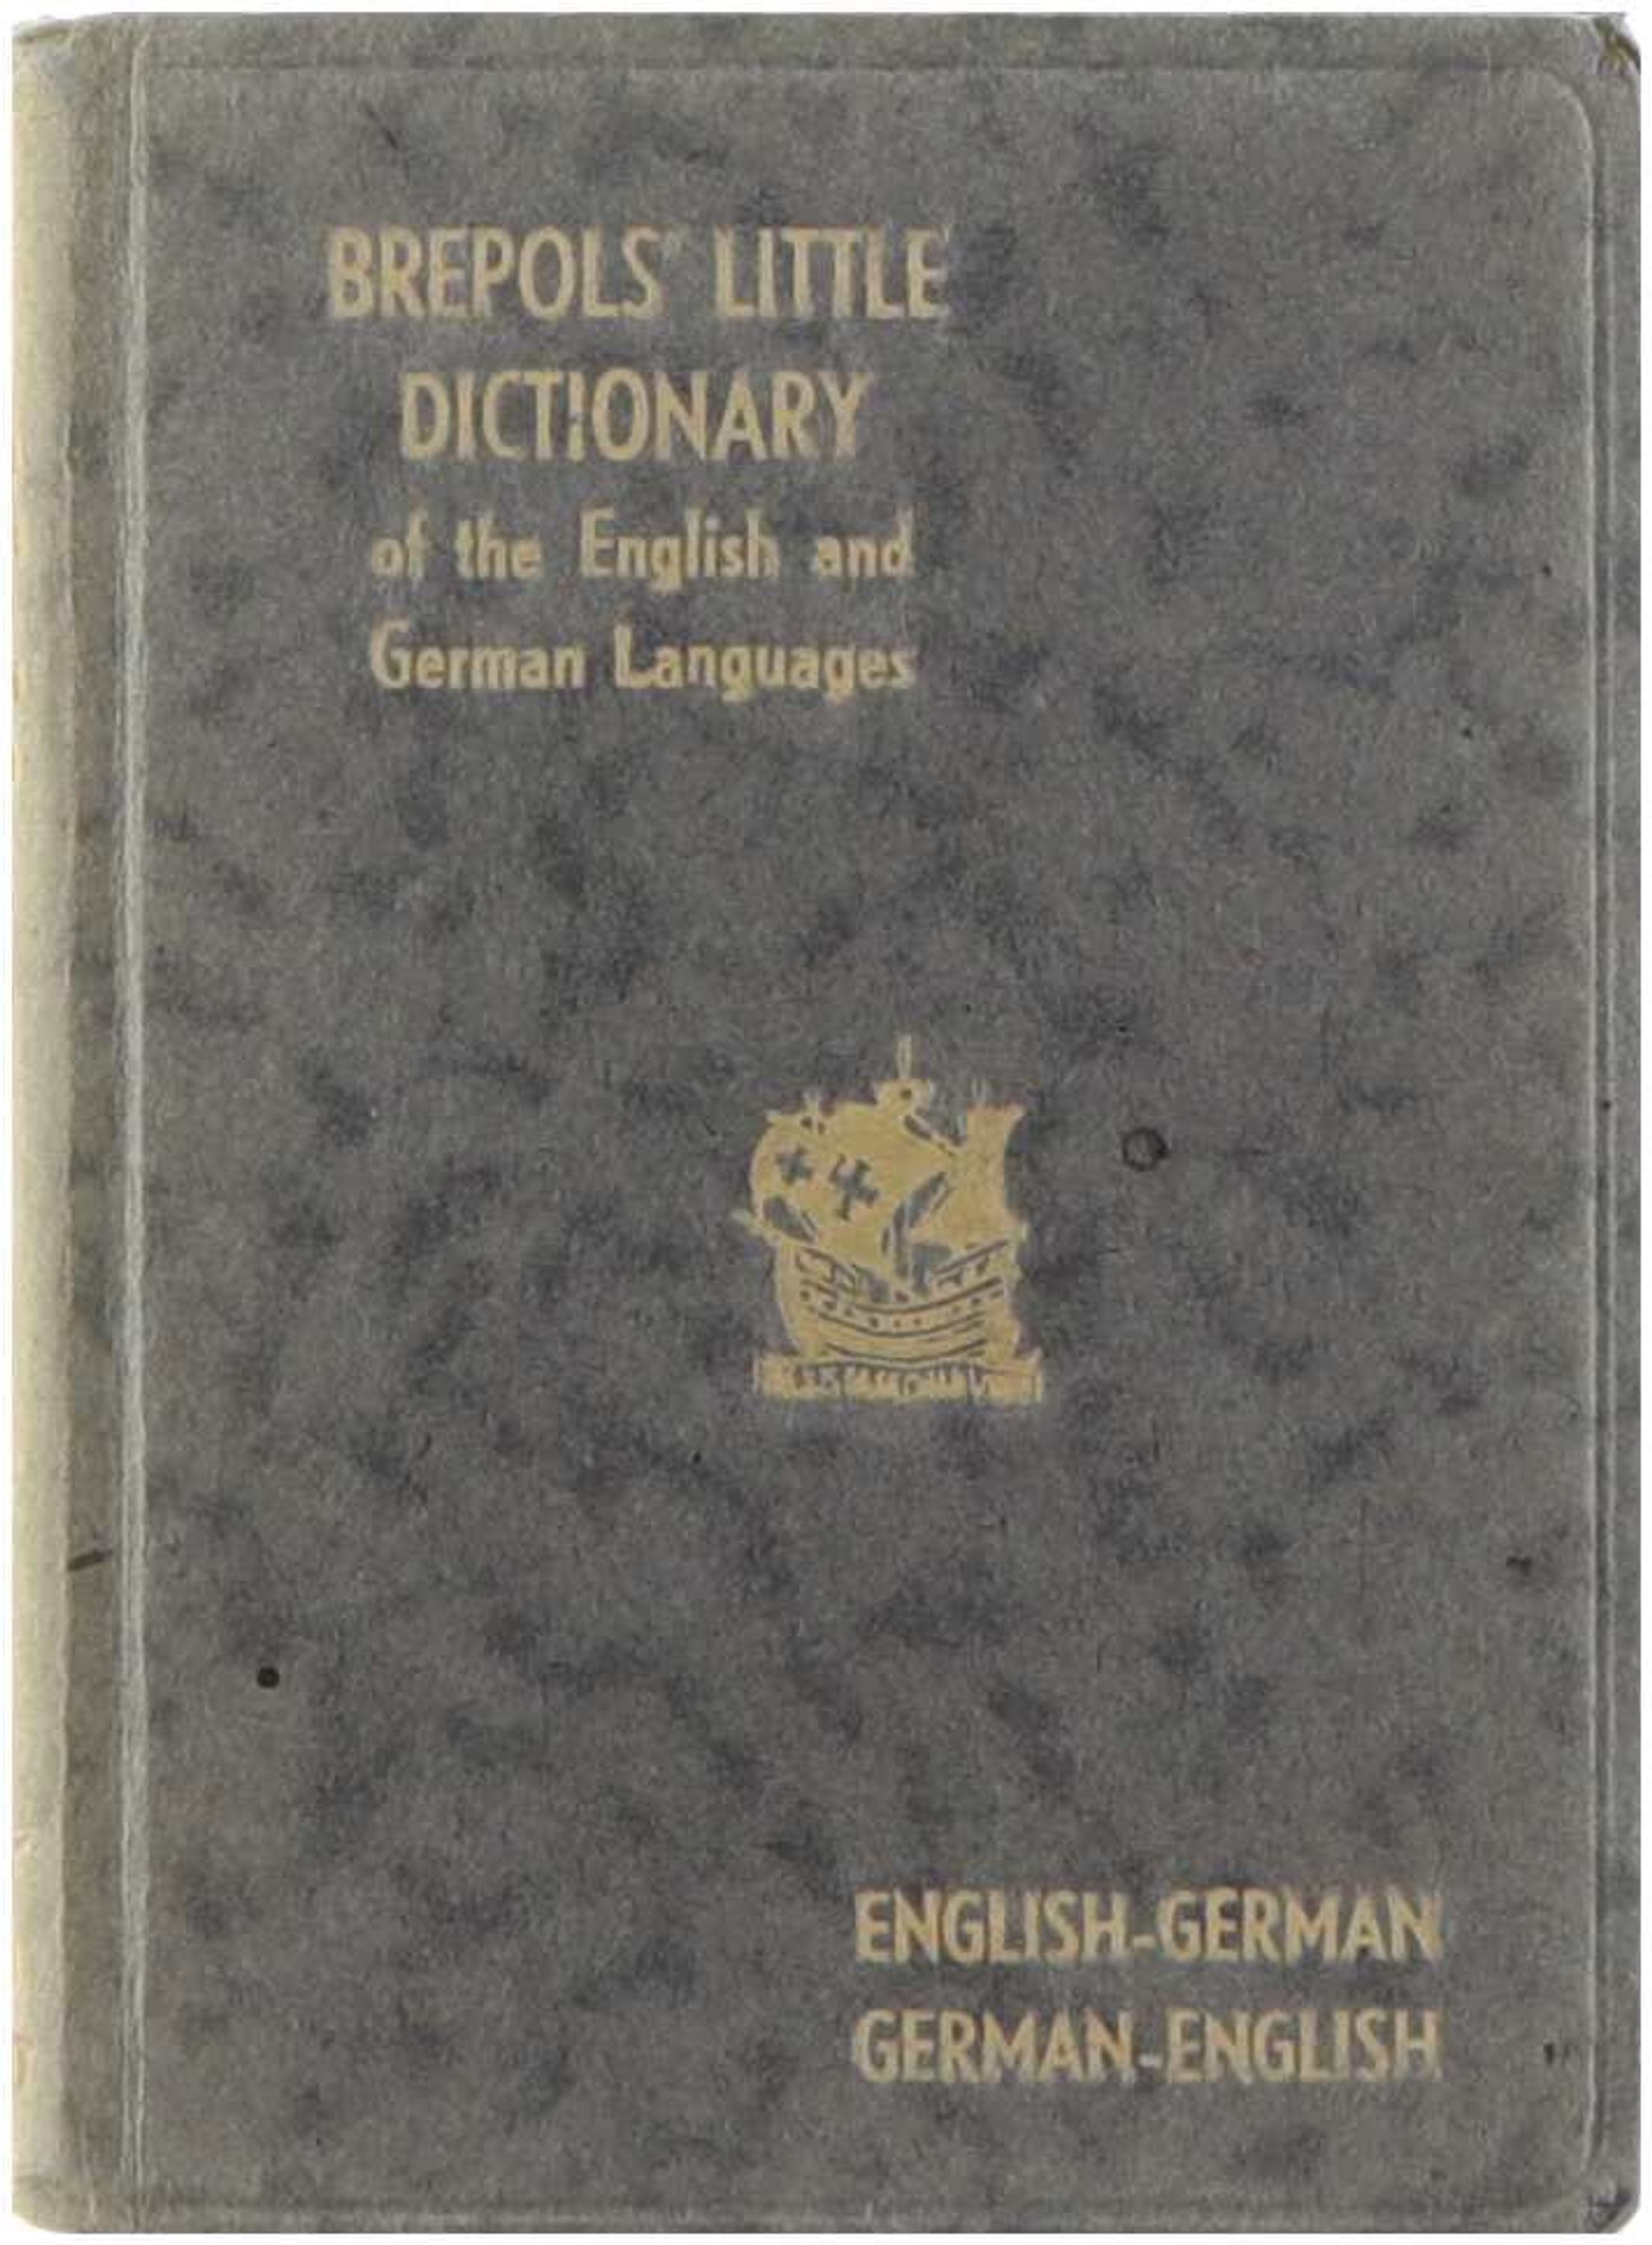 BREPOLS' LITTLE
DICTIONARY
of the English and
German Languages
ENGLISH-GERMAN
GERMAN-ENGLISH